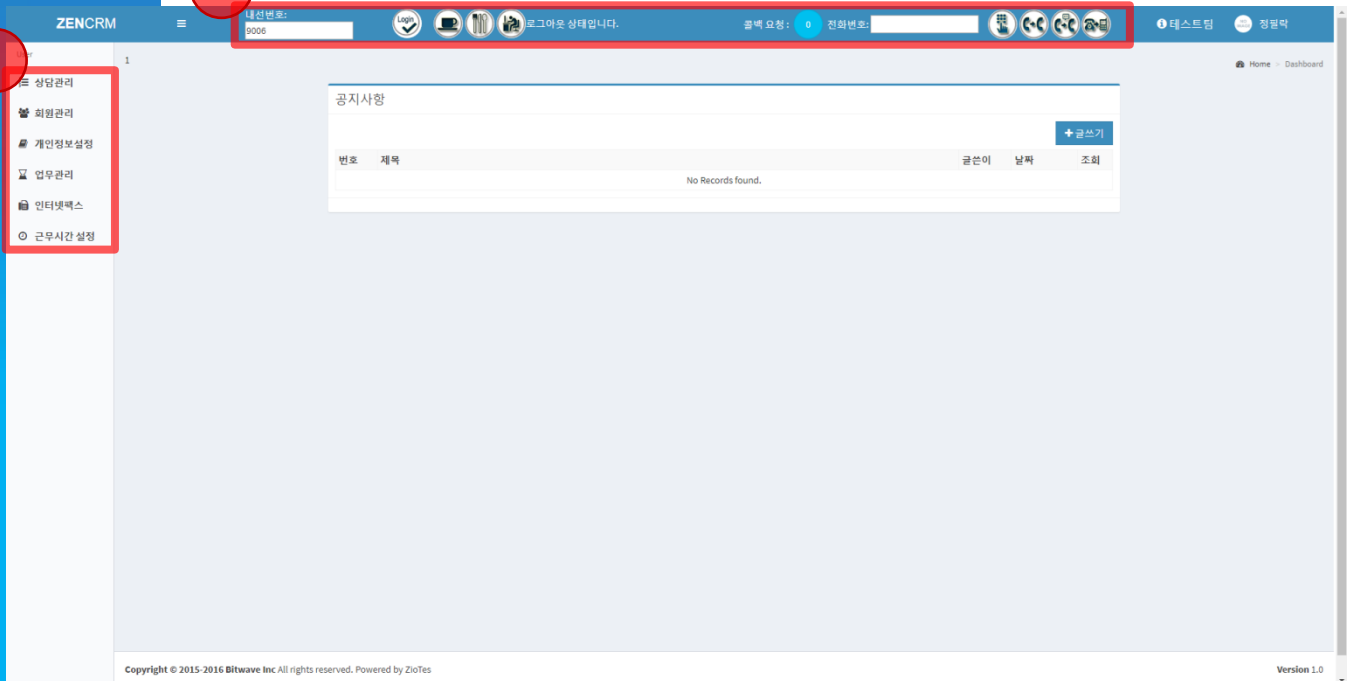 ZENCRM
내선번호:
9006
Login
로그아웃 상태입니다.
콜백 요청 : 0 전화번호:
테스트팀
정필락
User
1
Home > Dashboard
상담관리
회원관리
개인정보설정
업무관리
인터넷팩스
근무시간 설정
공지사항
+글쓰기
번호 제목 글쓴이 날짜 조회
No Records found.
Copyright © 2015-2016 Bitwave Inc All rights reserved. Powered by ZioTes
Version 1.0